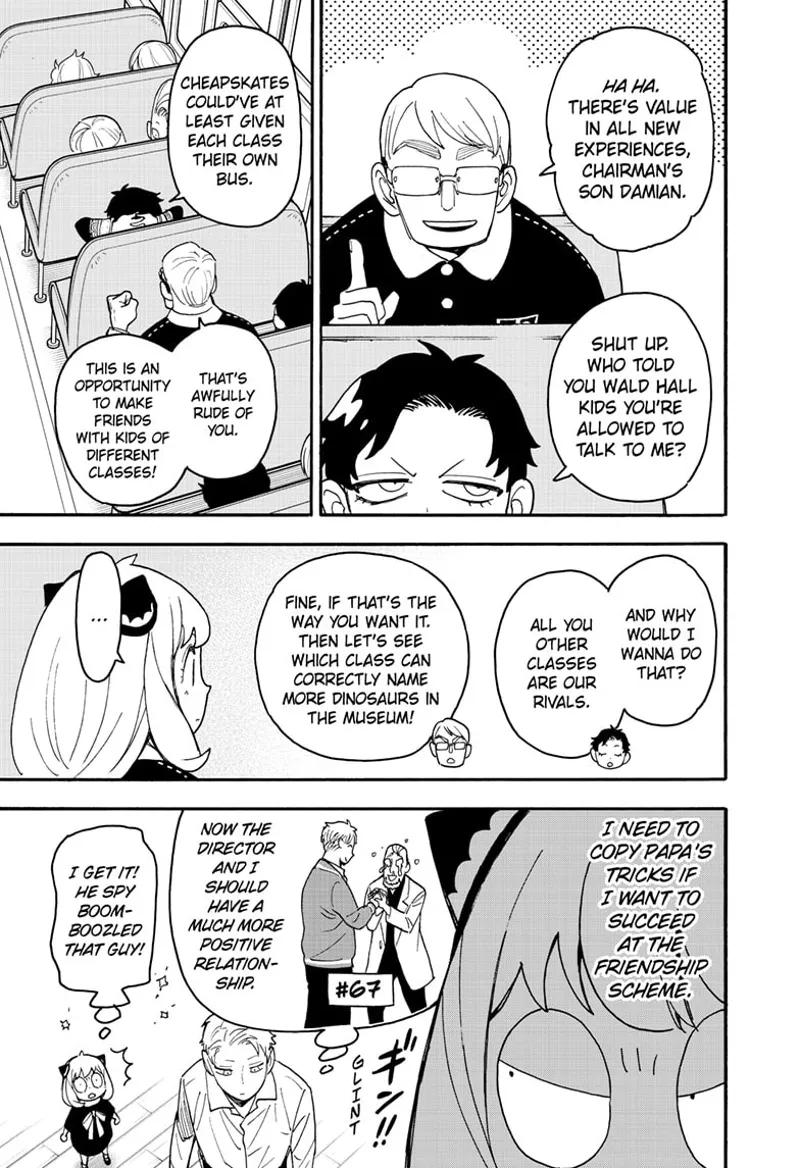 HA HA.
THERE'S VALUE
IN ALL NEW
EXPERIENCES,
CHAIRMAN'S
SON DAMIAN.
SHUT UP.
WHO TOLD
YOU WALD HALL
KIDS YOU'RE
ALLOWED TO
TALK TO ME?
CHEAPSKATES
COULD'VE AT
LEAST GIVEN
EACH CLASS
THEIR OWN
BUS.
THAT'S
AWFULLY
RUDE OF
YOU.
THIS IS AN
OPPORTUNITY
TO MAKE
FRIENDS
WITH KIDS OF
DIFFERENT
CLASSES!
AND WHY
WOULD I
WANNA DO
THAT?
ALL YOU
OTHER
CLASSES
ARE OUR
RIVALS.
FINE, IF THAT'S THE
WAY YOU WANT IT.
THEN LET'S SEE
WHICH CLASS CAN
CORRECTLY NAME
MORE DINOSAURS IN
THE MUSEUM!
...
I NEED TO
COPY PAPA'S
TRICKS IF
I WANT TO
SUCCEED
AT THE
FRIENDSHIP
SCHEME.
ギン!!
GLINT
NOW THE
DIRECTOR
AND I
SHOULD
HAVE A
MUCH MORE
POSITIVE
RELATION-
SHIP.
#67
I GET IT!
HE SPY
BOOM-
BOOZLED
THAT GUY!